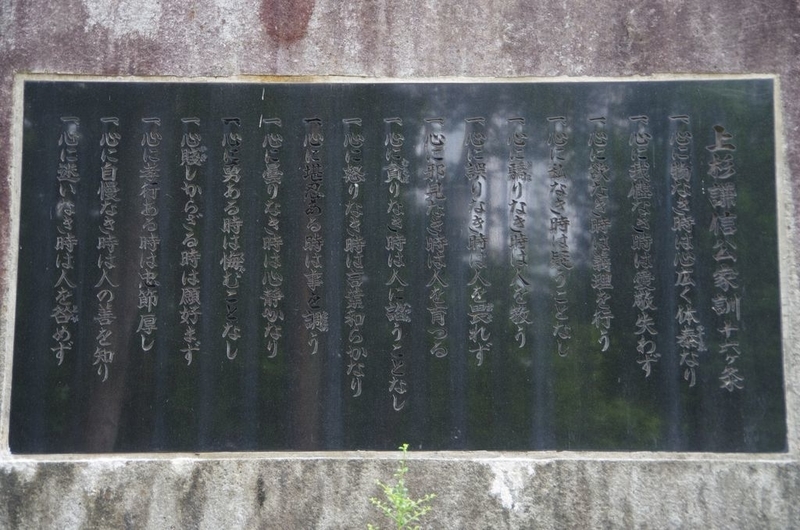 上杉謙信公家訓 廿六ケ条
一、心に物なき時は心広く体泰なり
一、心に我儘なき時は愛敬失わず
一、心に欲なき時は義理を行う
一、心に私なき時は疑うことなし
一、心に驕りなき時は人を敬う
一、心に誤りなき時は人を畏れず
一、心に邪見なき時は人を育つる
一、心に貪りなき時は人に諂うことなし
一、心に怒りなき時は言葉和らかなり
一、心に堪忍ある時は事を調う
一、心に曇りなき時は心静かなり
一、心に勇ある時は悔むことなし
一、心賤しからざる時は願好まず
一、心に孝行ある時は忠節厚し
一、心に自慢なき時は人の善を知り
一、心に迷いなき時は人を咎めず